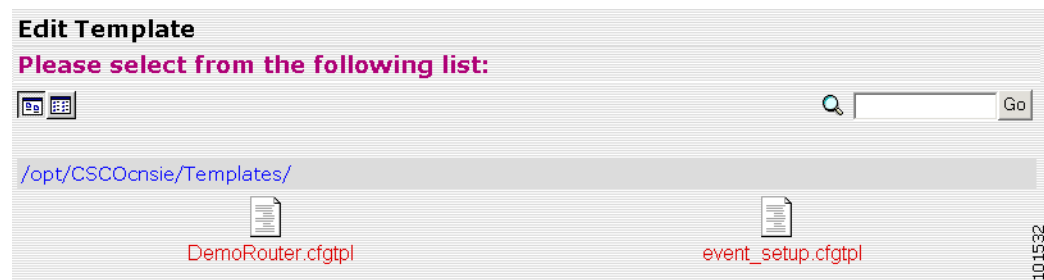 Edit Template
Please select from the following list:
Go
/opt/CSCOcnsie/Templates/
DemoRouter.cfgtpl
event_setup.cfgtpl
101532